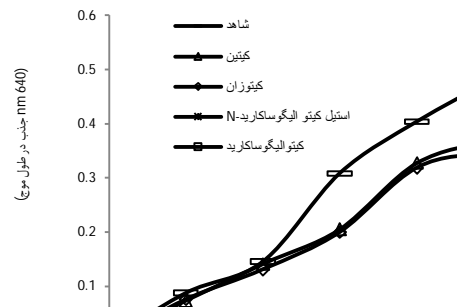 0.6
0.5
0.4
0.3
0.2
0.1
جذب در طول موج (640 nm)
شاهد
کیتین
کیتوزان
N-استیل کیتو الیگوساکارید
کیتوالیگوساکارید